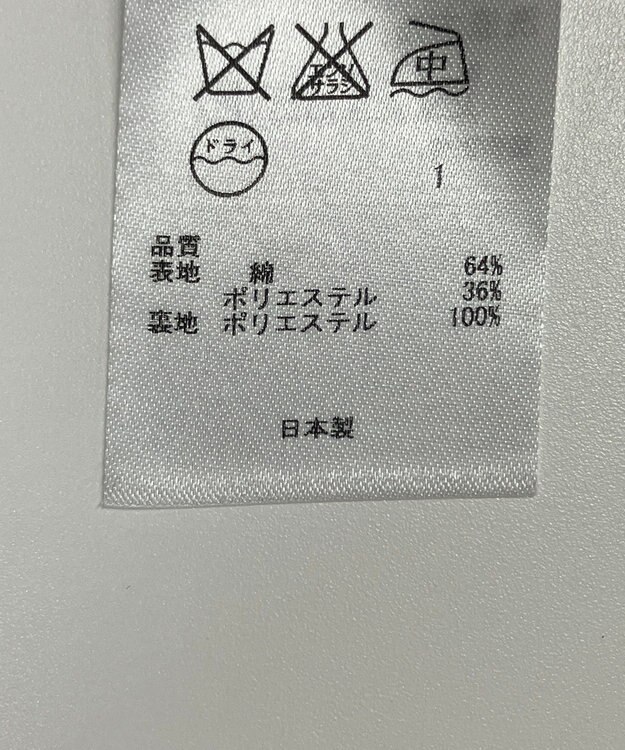 エンソ
サラシ
中
ドライ
1
品質
表地 綿 64%
ポリエステル 36%
裏地 ポリエステル 100%
日本製